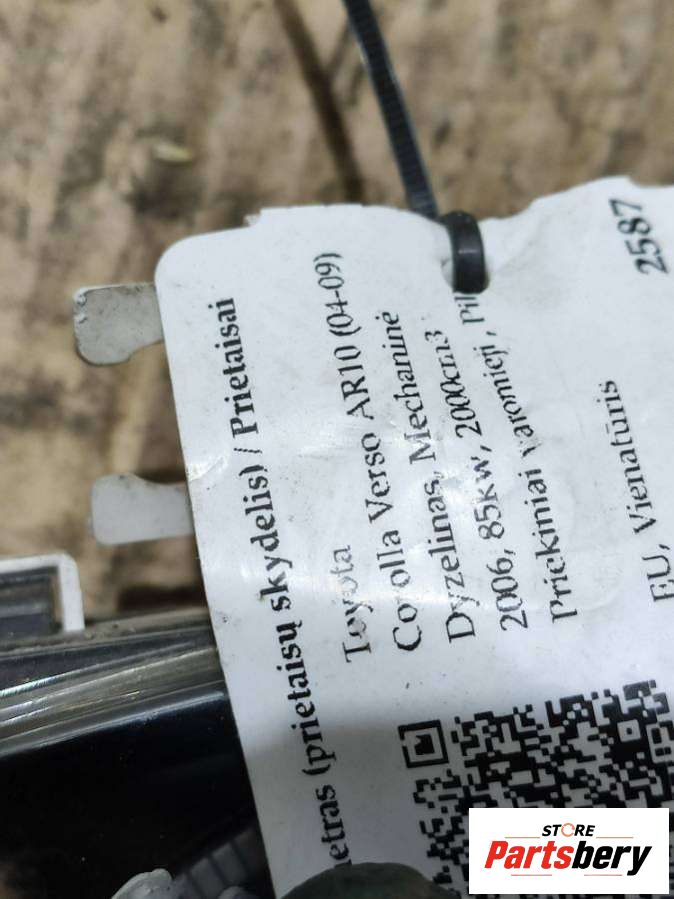 (prietaisų skydelis) / Prietaisai
Toyota
Corolla Verso AR10 (04-09)
Dyzelinas, Mechaninė
2006, 85kw, 2000cm3
Priekiniai varomieji,
EU, Vienatūris
2587
STORE
Partsbery